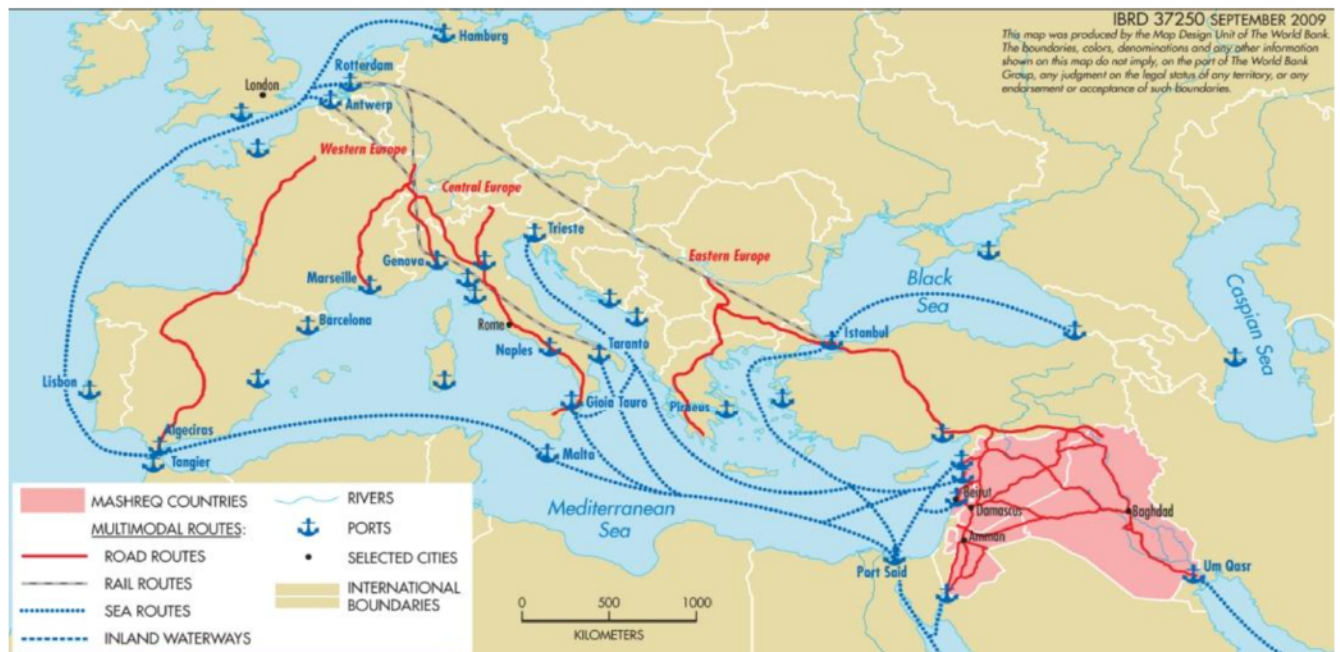 IBRD 37250 SEPTEMBER 2009
This map was produced by the Map Design Unit of The World Bank.
The boundaries, colors, denominations and any other information
shown on this map do not imply, on the part of The World Bank
Group, any judgment on the legal status of any territory, or any
endorsement or acceptance of such boundaries.
Hamburg
Rotterdam
London
Antwerp
Western Europe
Central Europe
Trieste
Eastern Europe
Genova
Marseille
Black
Sea
Caspian Sea
Barcelona
Rome
Istanbul
Naples
Taranto
Lisbon
Gioia Tauro
Piraeus
Algeciras
Tangier
Malta
Mediterranean
Sea
Beirut
Damascus
Baghdad
Amman
Port Said
Um Qasr
MASHREQ COUNTRIES
MULTIMODAL ROUTES:
ROAD ROUTES
RAIL ROUTES
SEA ROUTES
INLAND WATERWAYS
RIVERS
PORTS
SELECTED CITIES
INTERNATIONAL
BOUNDARIES
0 500 1000
KILOMETERS